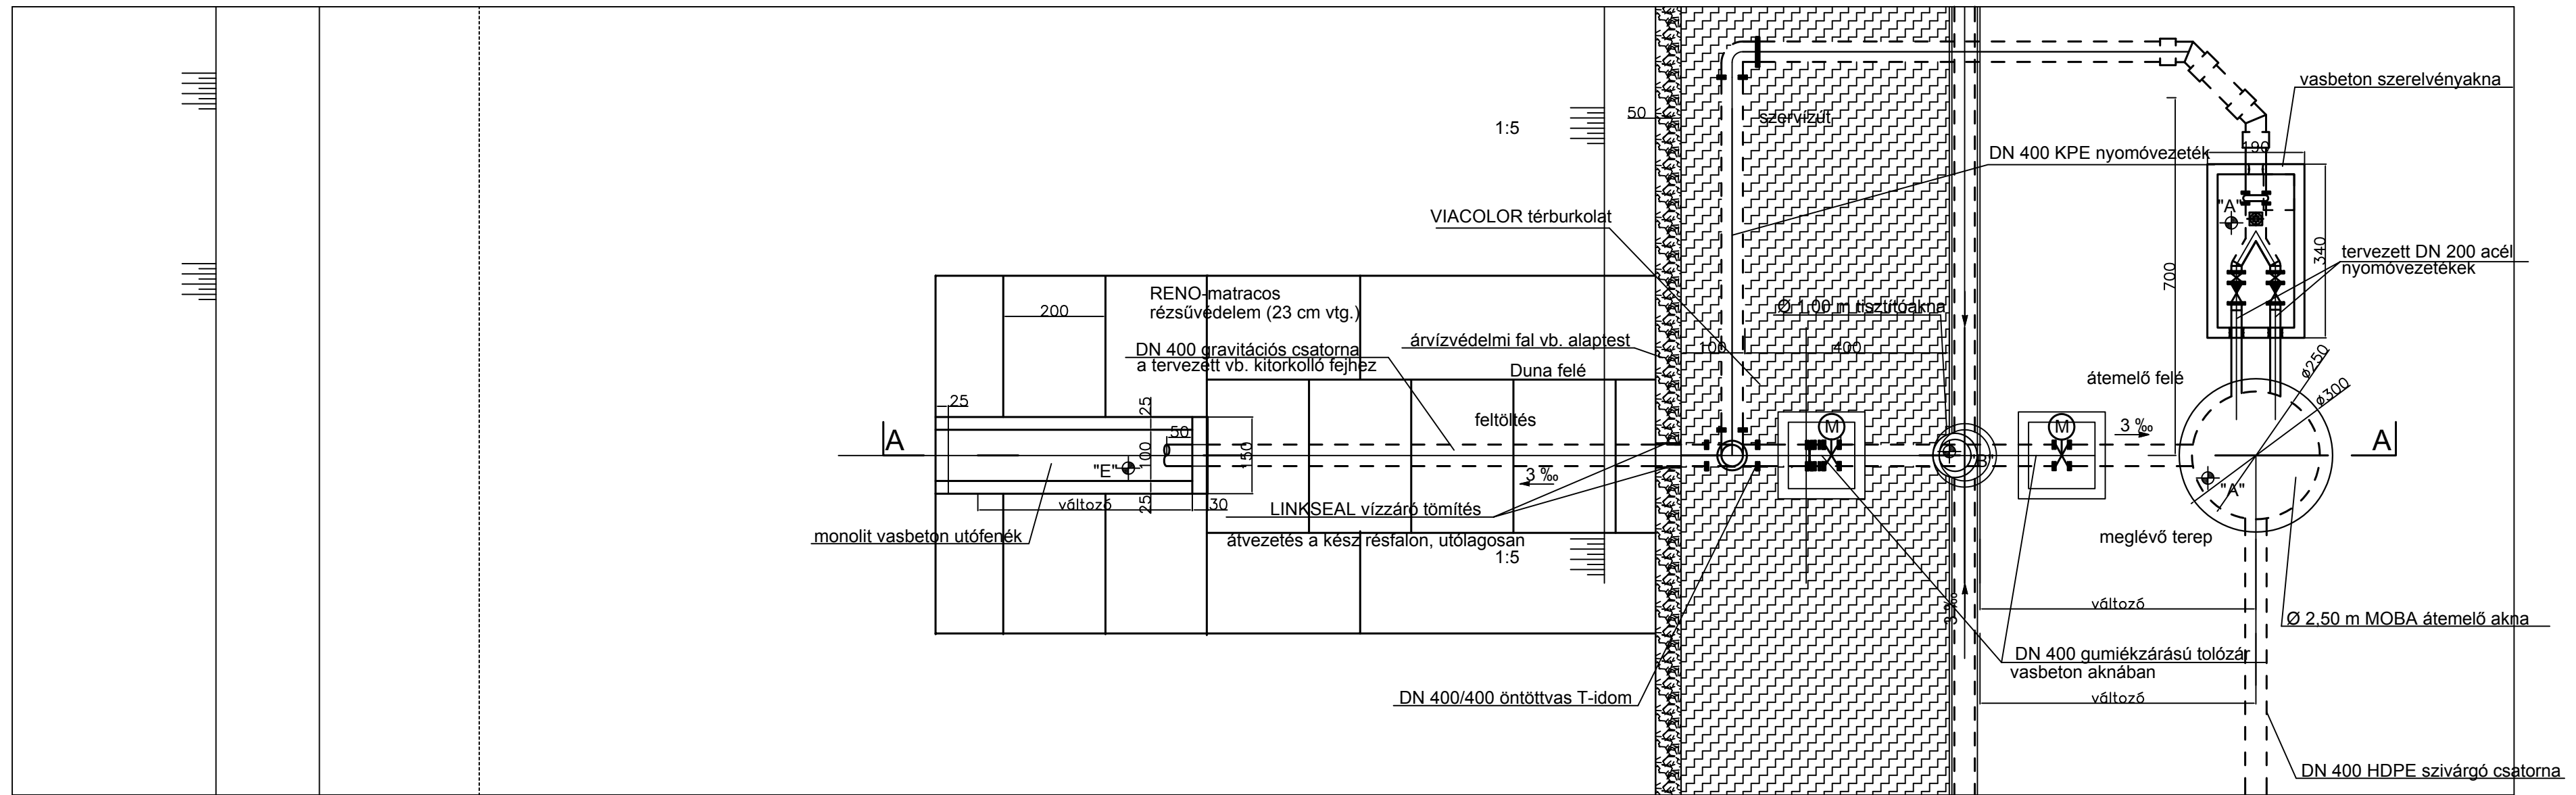 vasbeton szerelvényakna
50
szervízút
1:5
DN 400 KPE nyomóvezeték
190
VIACOLOR térburkolat
"A"
tervezett DN 200 acél
nyomóvezetékek
340
700
RENO-matracos
rézsűvédelem (23 cm vtg.)
200
Ø 1,00 m tisztítóakna
árvízvédelmi fal vb. alaptest
100
400
DN 400 gravitációs csatorna
a tervezett vb. kitorkolló fejhez
Duna felé
átemelő felé
ø250
ø300
25
25
feltöltés
50
100
150
M
M
3 ‰
A
A
"E"
"B"
3 ‰
"A"
változó
25
30
LINKSEAL vízzáró tömítés
monolit vasbeton utófenék
átvezetés a kész résfalon, utólagosan
meglévő terep
1:5
3 ‰
változó
Ø 2,50 m MOBA átemelő akna
DN 400 gumiékzárású tolózár
vasbeton aknában
DN 400/400 öntöttvas T-idom
változó
DN 400 HDPE szivárgó csatorna